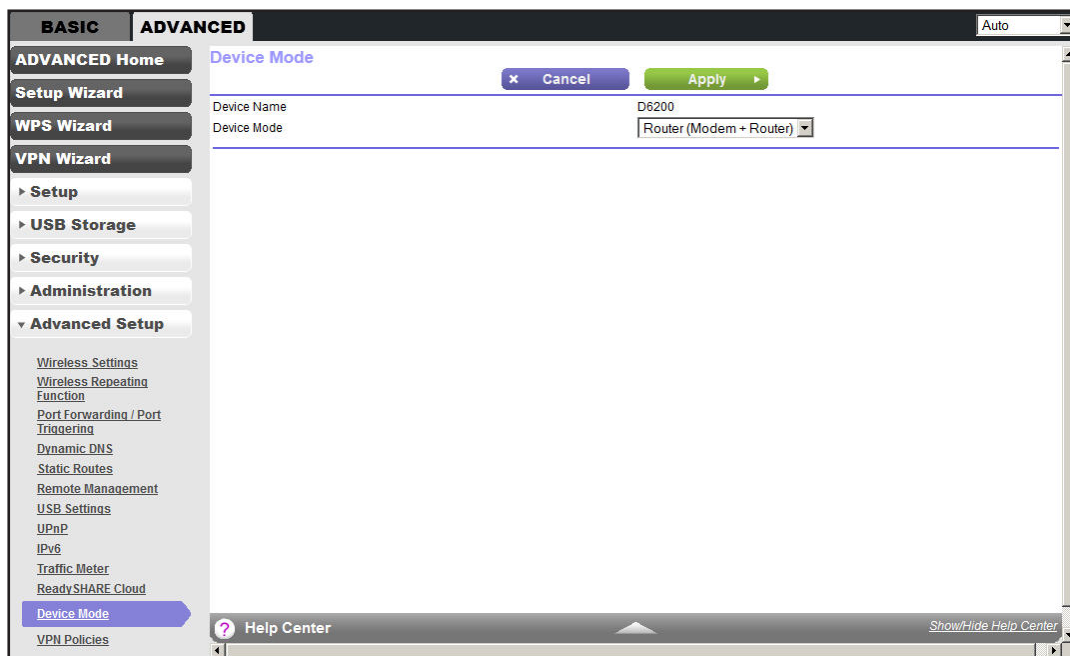 BASIC
ADVANCED
Auto
ADVANCED Home
Setup Wizard
WPS Wizard
VPN Wizard
Setup
USB Storage
Security
Administration
Advanced Setup
Wireless Settings
Wireless Repeating
Function
Port Forwarding / Port
Triggering
Dynamic DNS
Static Routes
Remote Management
USB Settings
UPnP
IPv6
Traffic Meter
ReadySHARE Cloud
Device Mode
VPN Policies
Device Mode
Cancel
Apply
Device Name D6200
Device Mode Router (Modem + Router)
? Help Center
Show/Hide Help Center